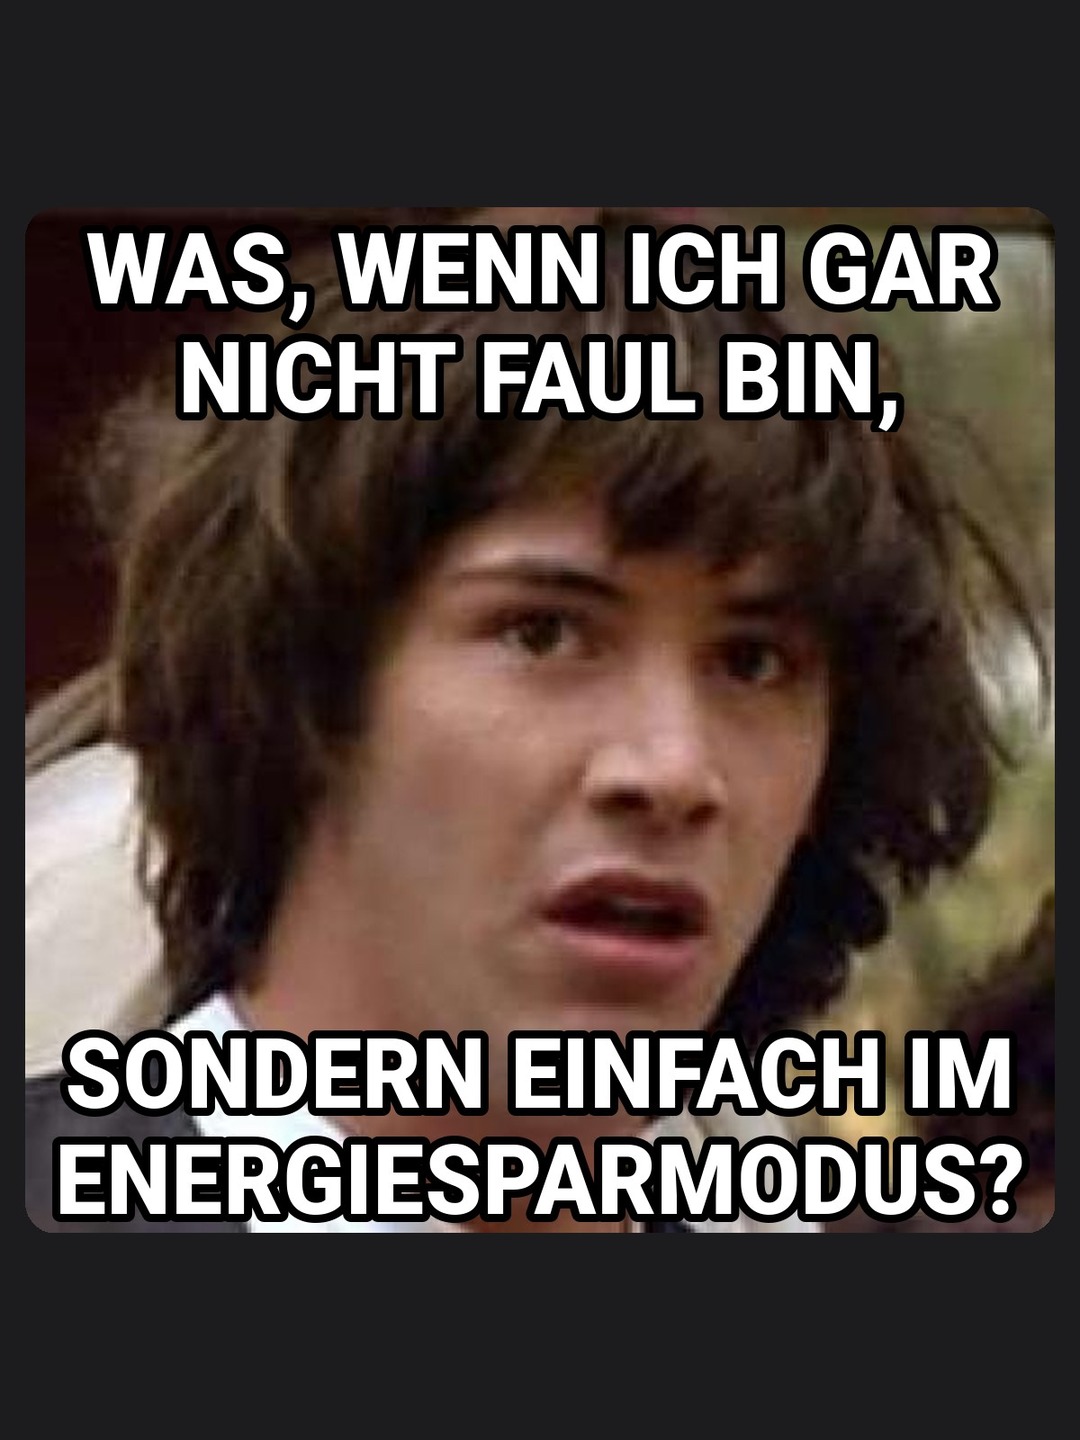 WAS, WENN ICH GAR
NICHT FAUL BIN,
SONDERN EINFACH IM
ENERGIESPARMODUS?